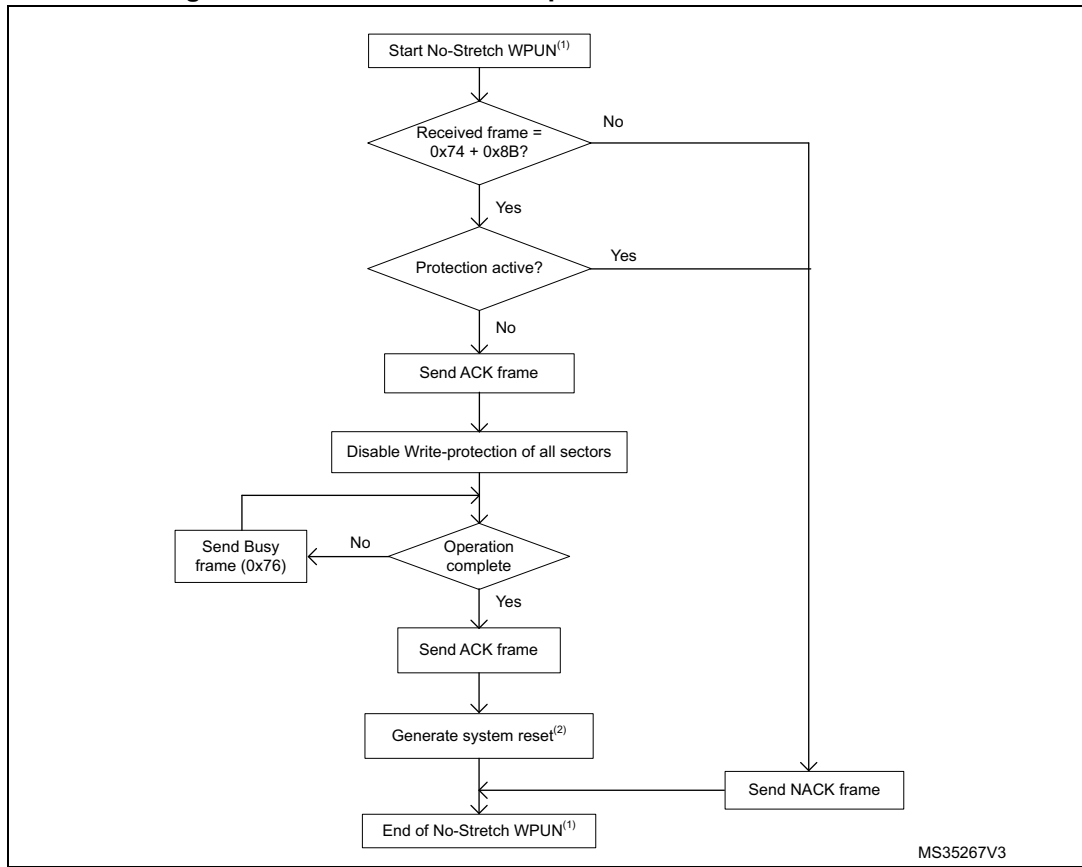 Start No-Stretch WPUN(1)
Received frame =
0x74 + 0x8B?
No
Yes
Protection active?
Yes
No
Send ACK frame
Disable Write-protection of all sectors
Send Busy
frame (0x76)
No
Operation
complete
Yes
Send ACK frame
Generate system reset(2)
Send NACK frame
End of No-Stretch WPUN(1)
MS35267V3